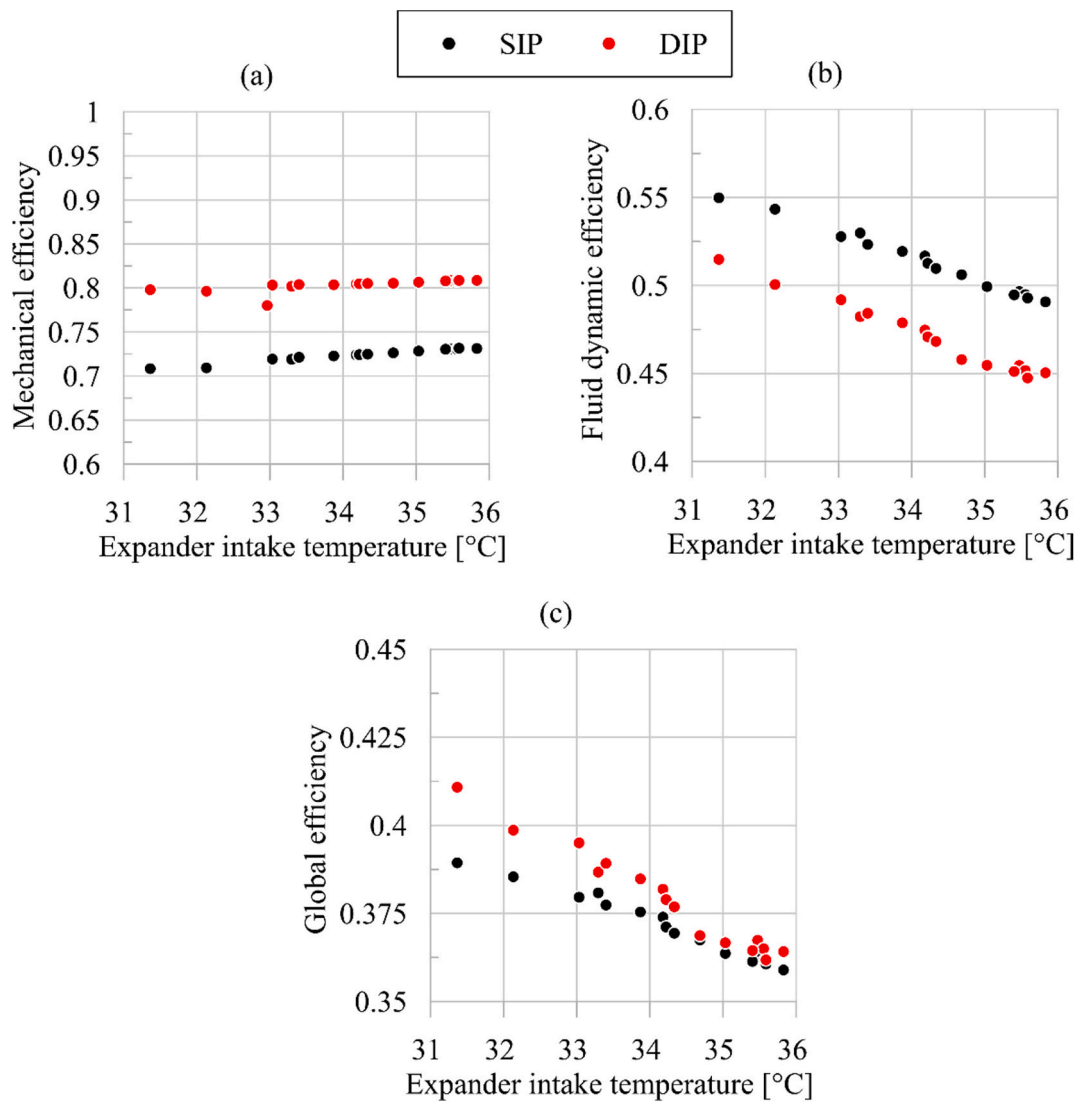 SIP DIP
(a)
Mechanical efficiency
1
0.95
0.9
0.85
0.8
0.75
0.7
0.65
0.6
31 32 33 34 35 36
Expander intake temperature [°C]
(b)
Fluid dynamic efficiency
0.6
0.55
0.5
0.45
0.4
31 32 33 34 35 36
Expander intake temperature [°C]
(c)
Global efficiency
0.45
0.425
0.4
0.375
0.35
31 32 33 34 35 36
Expander intake temperature [°C]